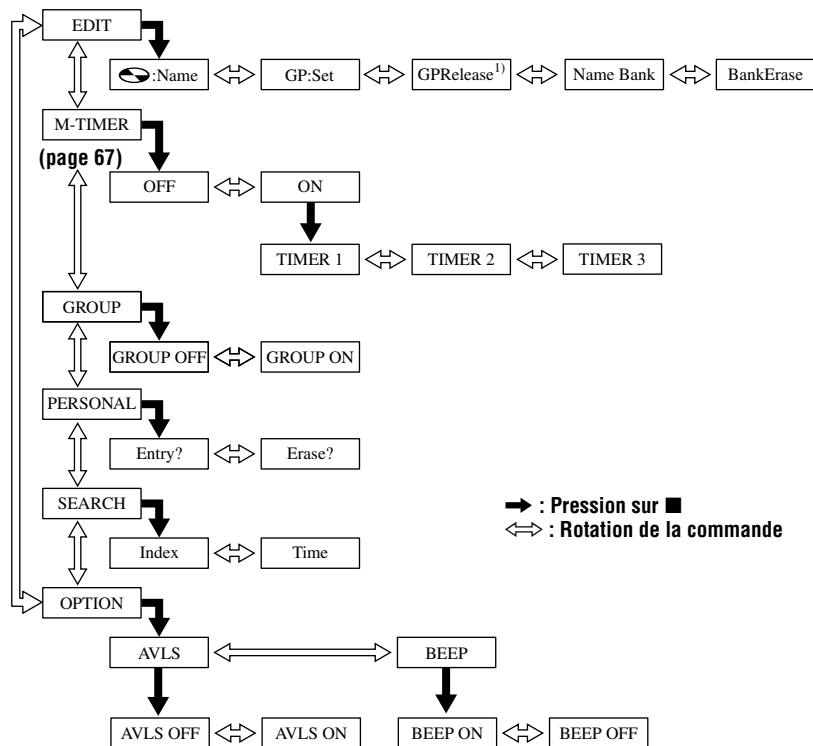 EDIT
:Name
GP:Set
GPRelease1)
Name Bank
BankErase
M-TIMER
(page 67)
OFF
ON
TIMER 1
TIMER 2
TIMER 3
GROUP
GROUP OFF
GROUP ON
PERSONAL
Entry?
Erase?
SEARCH
Index
Time
➡ : Pression sur ■
⇔ : Rotation de la commande
OPTION
AVLS
BEEP
AVLS OFF
AVLS ON
BEEP ON
BEEP OFF